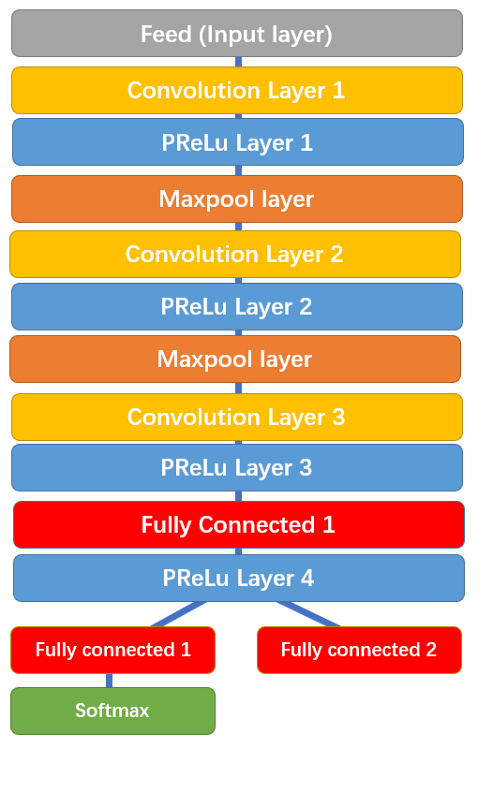 Feed (Input layer)
Convolution Layer 1
PReLu Layer 1
Maxpool layer
Convolution Layer 2
PReLu Layer 2
Maxpool layer
Convolution Layer 3
PReLu Layer 3
Fully Connected 1
PReLu Layer 4
Fully connected 1
Fully connected 2
Softmax